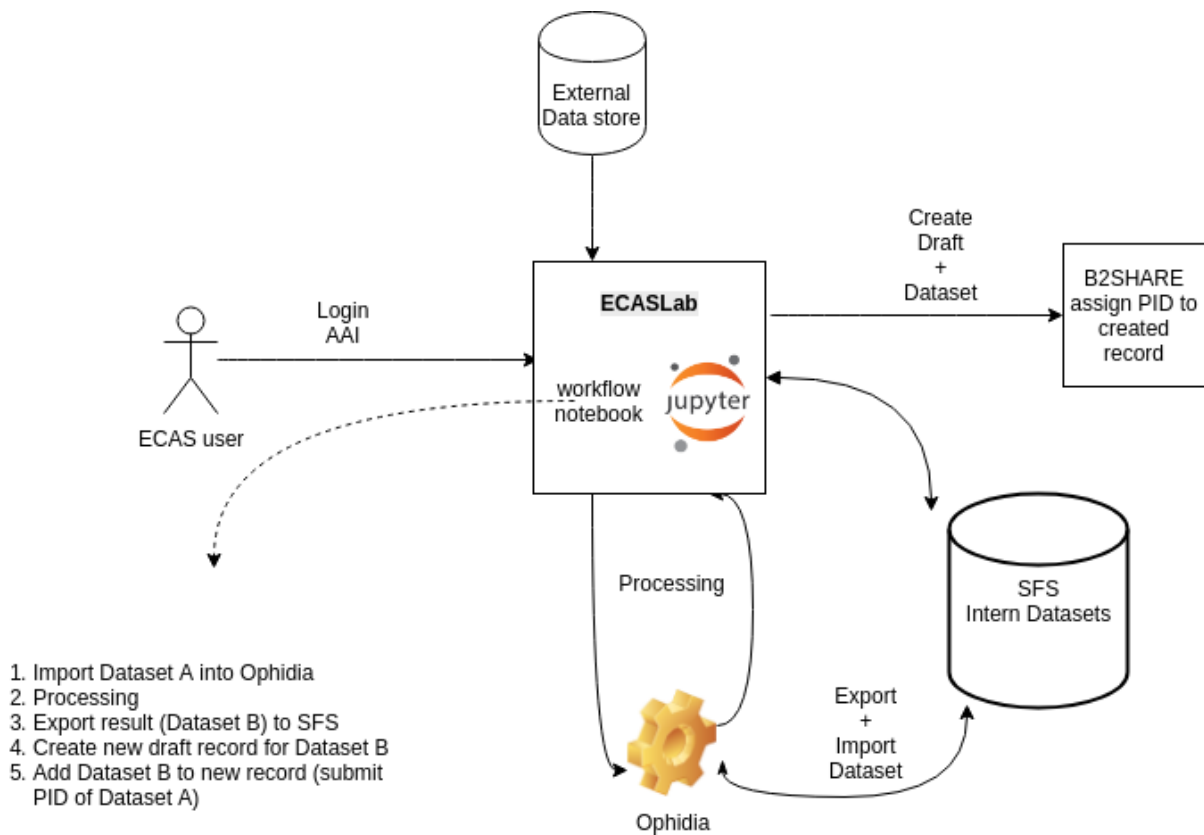 External
Data store
Create
Draft
+
Dataset
B2SHARE
assign PID to
created
record
ECASLab
Login
AAI
workflow
notebook
jupyter
ECAS user
Processing
SFS
Intern Datasets
1. Import Dataset A into Ophidia
2. Processing
3. Export result (Dataset B) to SFS
4. Create new draft record for Dataset B
5. Add Dataset B to new record (submit
PID of Dataset A)
Export
+
Import
Dataset
Ophidia